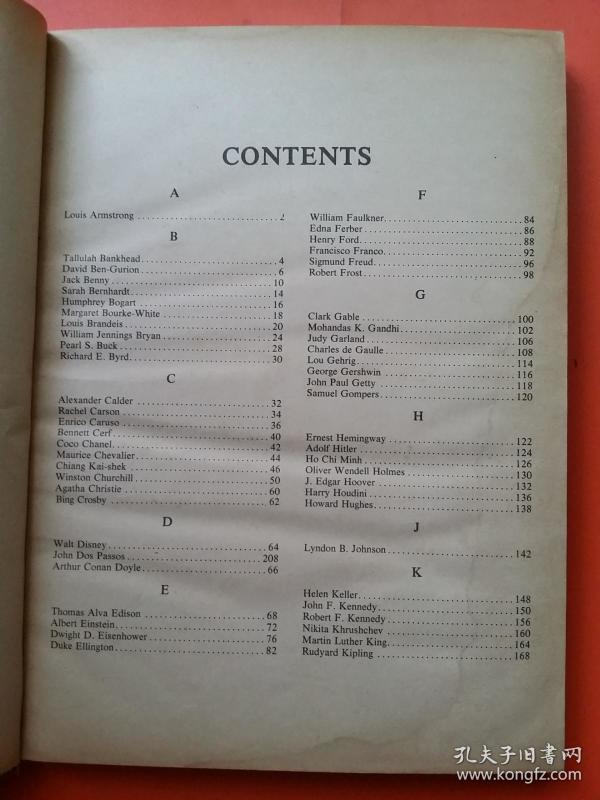 CONTENTS
A
Louis Armstrong ........................ 2
B
Tallulah Bankhead ........................ 4
David Ben-Gurion ........................ 6
Jack Benny ........................ 10
Sarah Bernhardt ........................ 14
Humphrey Bogart ........................ 16
Margaret Bourke-White ........................ 18
Louis Brandeis ........................ 20
William Jennings Bryan ........................ 24
Pearl S. Buck ........................ 28
Richard E. Byrd ........................ 30
C
Alexander Calder ........................ 32
Rachel Carson ........................ 34
Enrico Caruso ........................ 36
Bennett Cerf ........................ 40
Coco Chanel ........................ 42
Maurice Chevalier ........................ 44
Chiang Kai-shek ........................ 46
Winston Churchill ........................ 50
Agatha Christie ........................ 60
Bing Crosby ........................ 62
D
Walt Disney ........................ 64
John Dos Passos ........................ 208
Arthur Conan Doyle ........................ 66
E
Thomas Alva Edison ........................ 68
Albert Einstein ........................ 72
Dwight D. Eisenhower ........................ 76
Duke Ellington ........................ 82
F
William Faulkner ........................ 84
Edna Ferber ........................ 86
Henry Ford ........................ 88
Francisco Franco ........................ 92
Sigmund Freud ........................ 96
Robert Frost ........................ 98
G
Clark Gable ........................ 100
Mohandas K. Gandhi ........................ 102
Judy Garland ........................ 106
Charles de Gaulle ........................ 108
Lou Gehrig ........................ 114
George Gershwin ........................ 116
John Paul Getty ........................ 118
Samuel Gompers ........................ 120
H
Ernest Hemingway ........................ 122
Adolf Hitler ........................ 124
Ho Chi Minh ........................ 126
Oliver Wendell Holmes ........................ 130
J. Edgar Hoover ........................ 132
Harry Houdini ........................ 136
Howard Hughes ........................ 138
J
Lyndon B. Johnson ........................ 142
K
Helen Keller ........................ 148
John F. Kennedy ........................ 150
Robert F. Kennedy ........................ 156
Nikita Khrushchev ........................ 160
Martin Luther King ........................ 164
Rudyard Kipling ........................ 168
孔夫子旧书网
www.kongfz.com